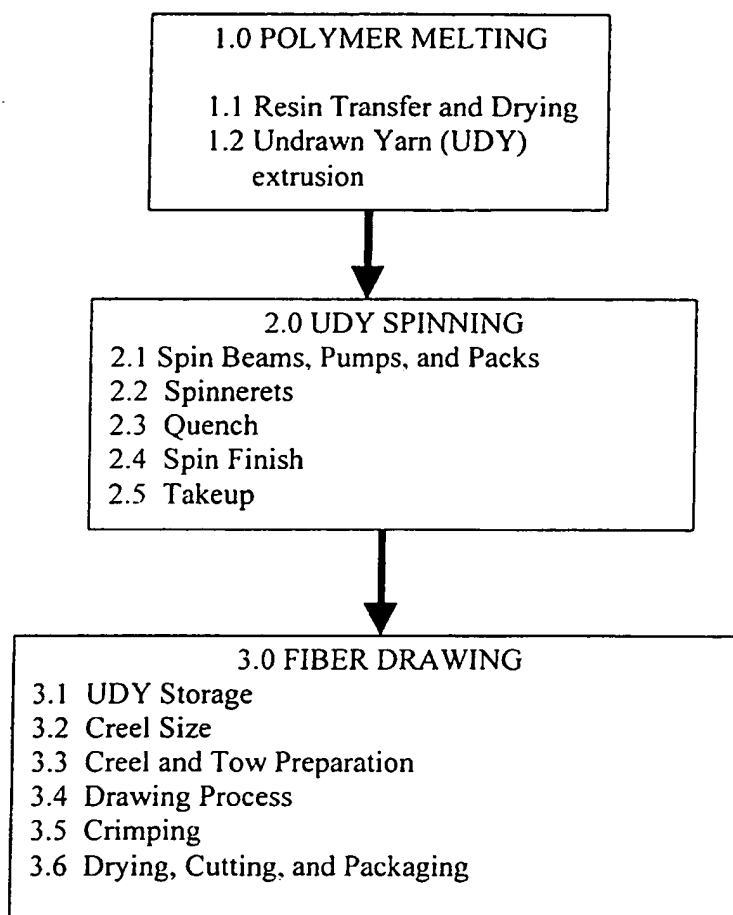 1.0 POLYMER MELTING
1.1 Resin Transfer and Drying
1.2 Undrawn Yarn (UDY)
extrusion
2.0 UDY SPINNING
2.1 Spin Beams, Pumps, and Packs
2.2 Spinnerets
2.3 Quench
2.4 Spin Finish
2.5 Takeup
3.0 FIBER DRAWING
3.1 UDY Storage
3.2 Creel Size
3.3 Creel and Tow Preparation
3.4 Drawing Process
3.5 Crimping
3.6 Drying, Cutting, and Packaging